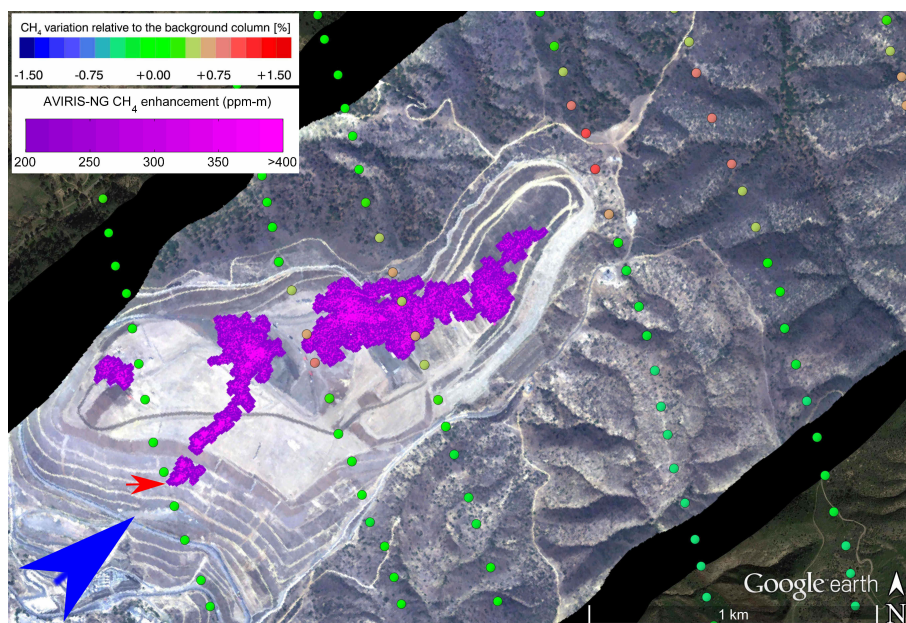 CH4 variation relative to the background column [%]
-1.50 -0.75 +0.00 +0.75 +1.50
AVIRIS-NG CH4 enhancement (ppm-m)
200 250 300 350 >400
Google earth
1 km
N